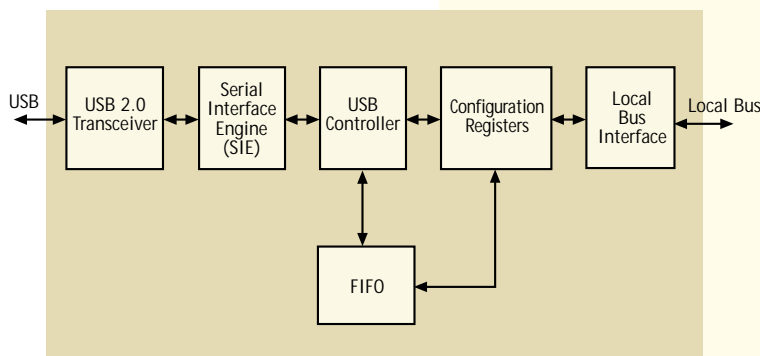 USB
USB 2.0
Transceiver
Serial
Interface
Engine
(SIE)
USB
Controller
Configuration
Registers
Local
Bus
Interface
Local Bus
FIFO